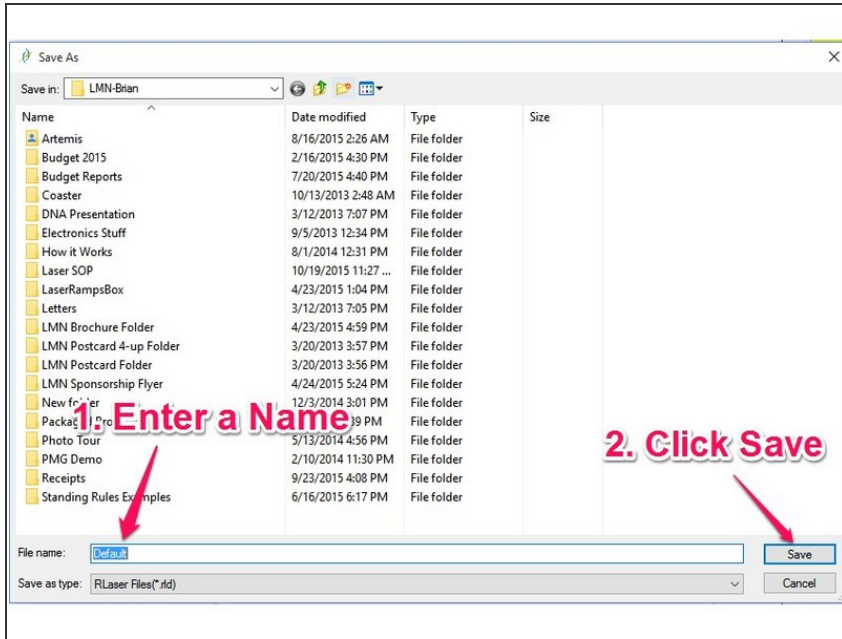 Save As
Save in: LMN-Brian
Name Date modified Type Size
Artemis 8/16/2015 2:26 AM File folder
Budget 2015 2/16/2015 4:30 PM File folder
Budget Reports 7/20/2015 4:40 PM File folder
Coaster 10/13/2013 2:48 AM File folder
DNA Presentation 3/12/2013 7:07 PM File folder
Electronics Stuff 9/5/2013 12:34 PM File folder
How it Works 8/1/2014 12:31 PM File folder
Laser SOP 10/19/2015 11:27 ... File folder
LaserRampsBox 4/23/2015 1:04 PM File folder
Letters 3/12/2013 7:05 PM File folder
LMN Brochure Folder 4/23/2015 4:59 PM File folder
LMN Postcard 4-up Folder 3/20/2013 3:57 PM File folder
LMN Postcard Folder 3/20/2013 3:56 PM File folder
LMN Sponsorship Flyer 4/24/2015 5:24 PM File folder
New folder 12/3/2014 3:01 PM File folder
1. Enter a Name
PM File folder
Photo Tour 5/13/2014 4:56 PM File folder
2. Click Save
PMG Demo 2/10/2014 11:30 PM File folder
Receipts 9/23/2015 4:08 PM File folder
Standing Rules Examples 6/16/2015 6:17 PM File folder
File name: Default Save
Save as type: RLaser Files(*.rld) Cancel